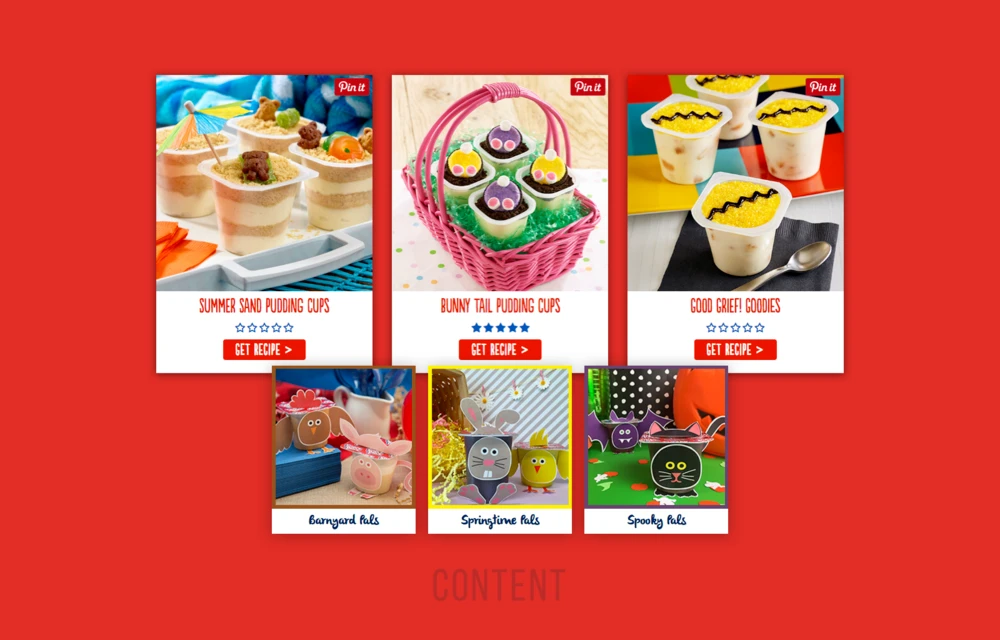 Pin it
Pin it
Pin it
SUMMER SAND PUDDING CUPS
BUNNY TAIL PUDDING CUPS
GOOD GRIEF! GOODIES
GET RECIPE >
GET RECIPE >
GET RECIPE >
Barnyard Pals
Springtime Pals
Spooky Pals
CONTENT